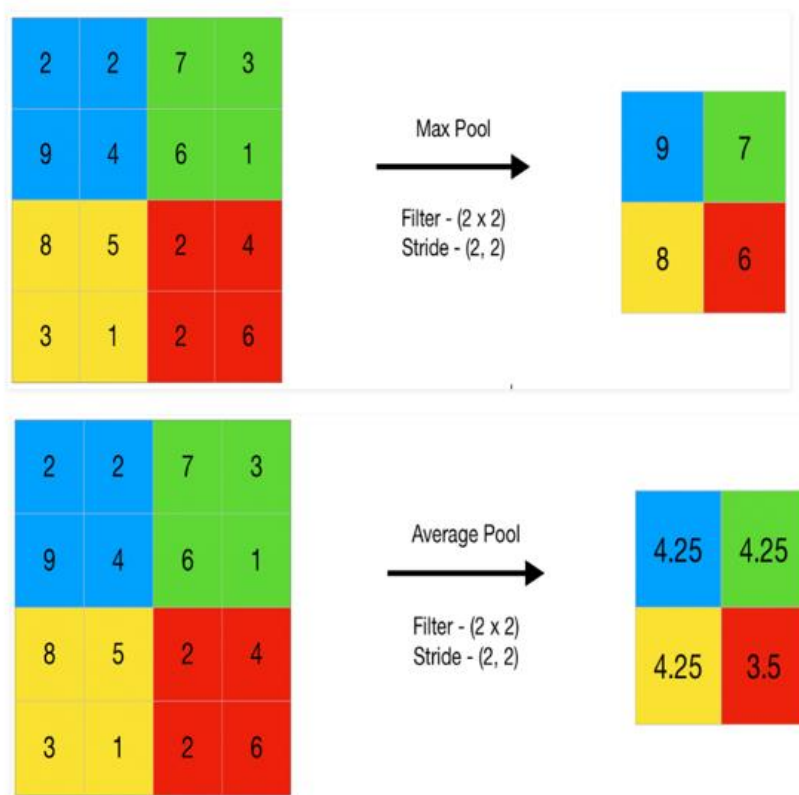 2 2 7 3
9 4 6 1
8 5 2 4
3 1 2 6
Max Pool
Filter - (2 x 2)
Stride - (2, 2)
9 7
8 6
2 2 7 3
9 4 6 1
8 5 2 4
3 1 2 6
Average Pool
Filter - (2 x 2)
Stride - (2, 2)
4.25 4.25
4.25 3.5